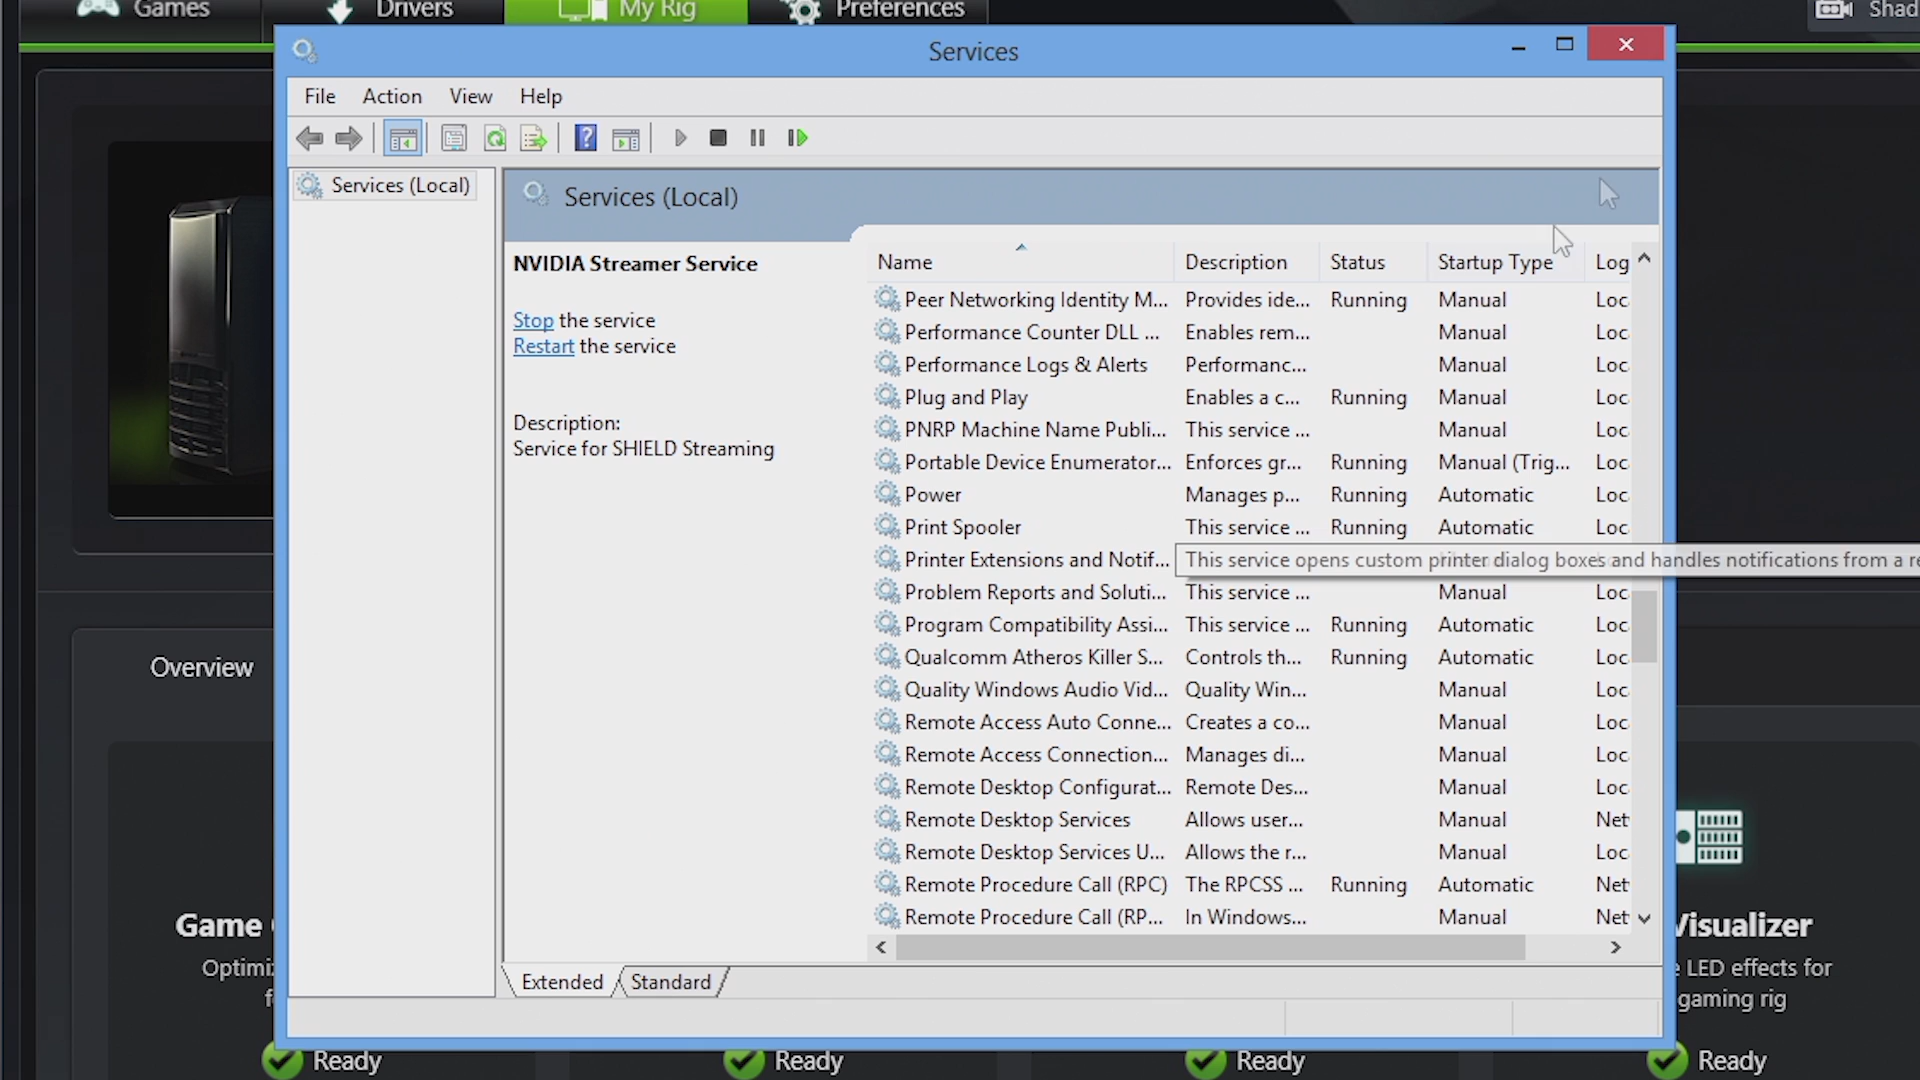 Games
Drivers
My Rig
Preferences
Shad
Services
File Action View Help
Services (Local)
Services (Local)
NVIDIA Streamer Service
Stop the service
Restart the service
Description:
Service for SHIELD Streaming
Name Description Status Startup Type Log
Peer Networking Identity M... Provides ide... Running Manual Loc
Performance Counter DLL ... Enables rem... Manual Loc
Performance Logs & Alerts Performanc... Manual Loc
Plug and Play Enables a c... Running Manual Loc
PNRP Machine Name Publi... This service ... Manual Loc
Portable Device Enumerator... Enforces gr... Running Manual (Trig... Loc
Power Manages p... Running Automatic Loc
Print Spooler This service ... Running Automatic Loc
Printer Extensions and Notif... This service opens custom printer dialog boxes and handles notifications from a re
Problem Reports and Soluti... This service ... Manual Loc
Program Compatibility Assi... This service ... Running Automatic Loc
Qualcomm Atheros Killer S... Controls th... Running Automatic Loc
Quality Windows Audio Vid... Quality Win... Manual Loc
Remote Access Auto Conne... Creates a co... Manual Loc
Remote Access Connection... Manages di... Manual Loc
Remote Desktop Configurat... Remote Des... Manual Loc
Remote Desktop Services Allows user... Manual Net
Remote Desktop Services U... Allows the r... Manual Loc
Remote Procedure Call (RPC) The RPCSS ... Running Automatic Net
Remote Procedure Call (RP... In Windows... Manual Net
Extended Standard
Overview
Game
Optimi
f
Visualizer
LED effects for
gaming rig
Ready Ready Ready Ready